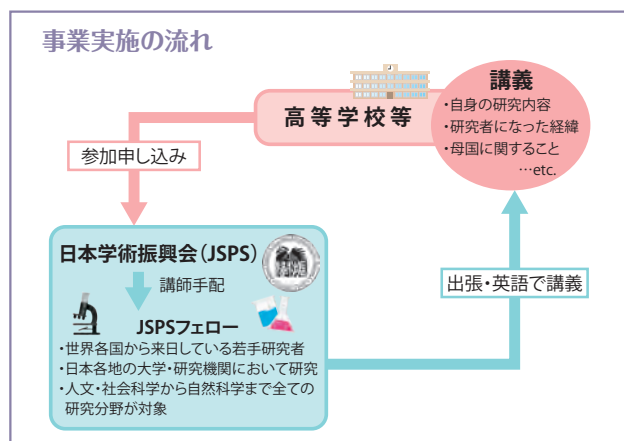 事業実施の流れ
高等学校等
講義
・自身の研究内容
・研究者になった経緯
・母国に関すること
…etc.
参加申し込み
日本学術振興会(JSPS)
講師手配
JSPSフェロー
・世界各国から来日している若手研究者
・日本各地の大学・研究機関において研究
・人文・社会科学から自然科学まで全ての
研究分野が対象
出張・英語で講義